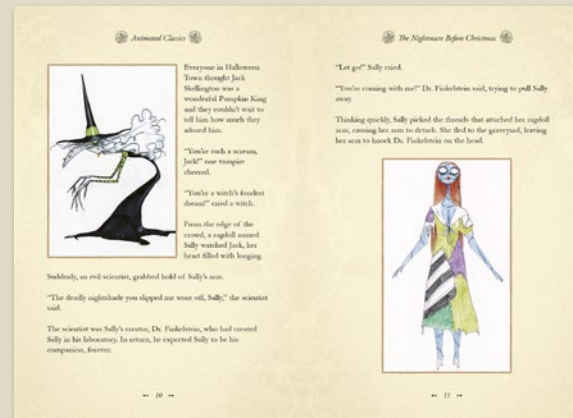 Animated Classics
Everyone in Halloween
Town thought Jack
Skellington was a
wonderful Pumpkin King
and they couldn't wait to
tell him how much they
adored him.
"You're such a scream,
Jack!" one vampire
cheered.
"You're a witch's fondest
dream!" cried a witch.
From the edge of the
crowd, a ragdoll named
Sally watched Jack, her
heart filled with longing.
Suddenly, an evil scientist, grabbed hold of Sally's arm.
"The deadly nightshade you slipped me wore off, Sally," the scientist
said.
The scientist was Sally's creator, Dr. Finkelstein, who had created
Sally in his laboratory. In return, he expected Sally to be his
companion, forever.
10
The Nightmare Before Christmas
"Let go!" Sally cried.
"You're coming with me!" Dr. Finkelstein said, trying to pull Sally
away.
Thinking quickly, Sally picked the threads that attached her ragdoll
arm, causing her arm to detach. She fled to the graveyard, leaving
her arm to knock Dr. Finkelstein on the head.
11